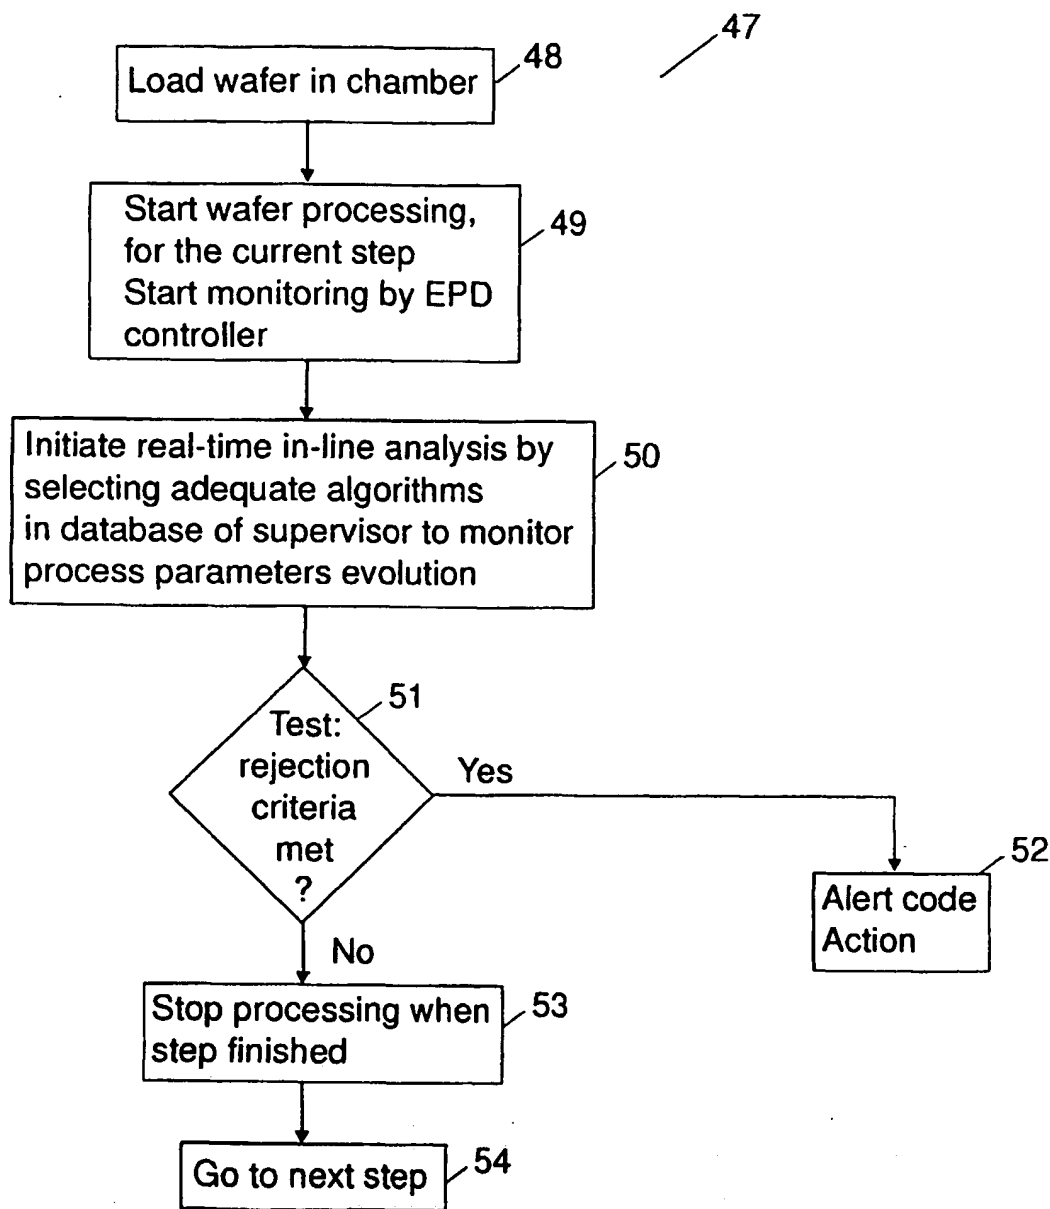 47
Load wafer in chamber
48
Start wafer processing,
for the current step
Start monitoring by EPD
controller
49
Initiate real-time in-line analysis by
selecting adequate algorithms
in database of supervisor to monitor
process parameters evolution
50
Test:
rejection
criteria
met
?
51
Yes
Alert code
Action
52
No
Stop processing when
step finished
53
Go to next step
54